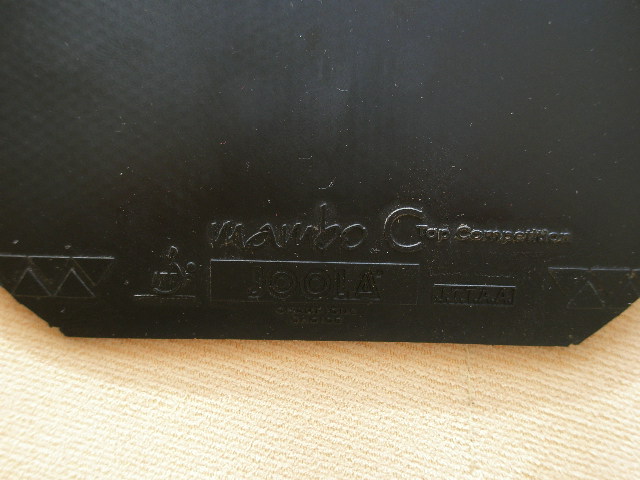 mambo C Top Competition
JOOLA
J.T.T.A.A.